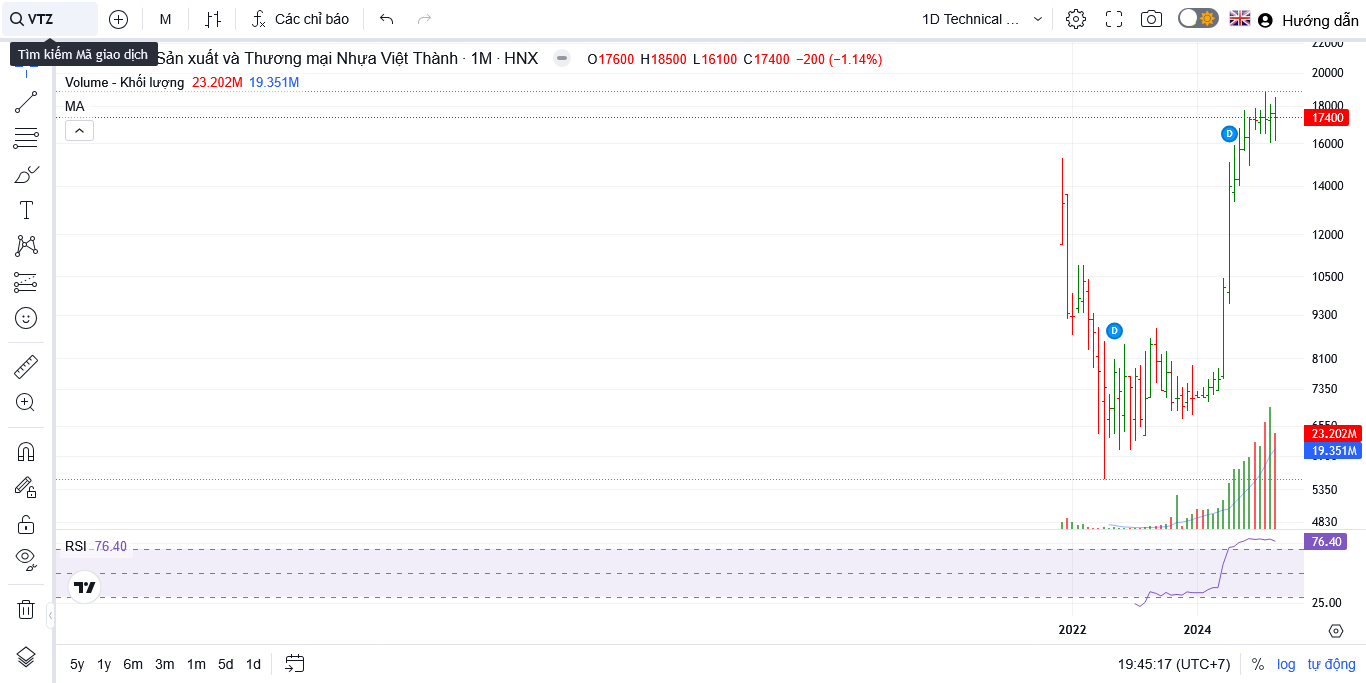 VTZ
M
Các chỉ báo
1D Technical ...
Hướng dẫn
Tìm kiếm Mã giao dịch
Sản xuất và Thương mại Nhựa Việt Thành · 1M · HNX
O17600 H18500 L16100 C17400 −200 (−1.14%)
Volume - Khối lượng 23.202M 19.351M
MA
22000
20000
18000
17400
16000
14000
12000
10500
9300
8100
7350
6550
23.202M
19.351M
5350
4830
D
D
RSI 76.40
76.40
25.00
2022
2024
5y 1y 6m 3m 1m 5d 1d
19:45:17 (UTC+7)
% log tự động